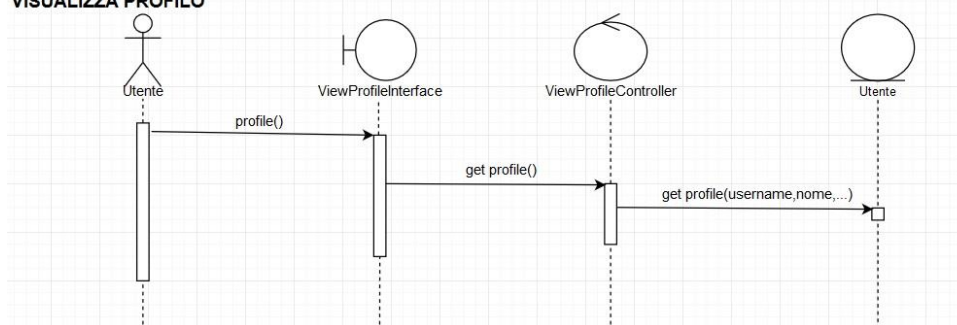 VISUALIZZA PROFILO
Utente
ViewProfileInterface
ViewProfileController
Utente
profile()
get profile()
get profile(username,nome,...)